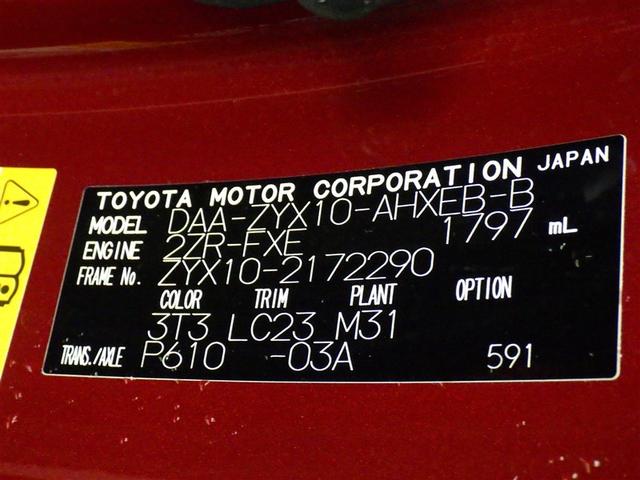 TOYOTA MOTOR CORPORATION JAPAN
MODEL DAA-ZYX10-AHXEB-B
ENGINE 2ZR-FXE 1797 mL
FRAME No. ZYX10-2172290
COLOR TRIM PLANT OPTION
3T3 LC23 M31
TRANS./AXLE P610 -03A 591